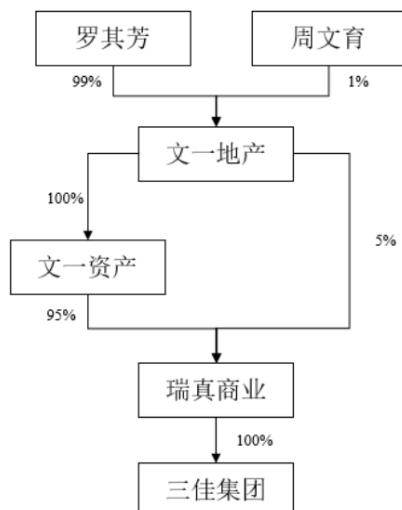 罗其芳
周文育
99%
1%
文一地产
100%
5%
文一资产
95%
瑞真商业
100%
三佳集团